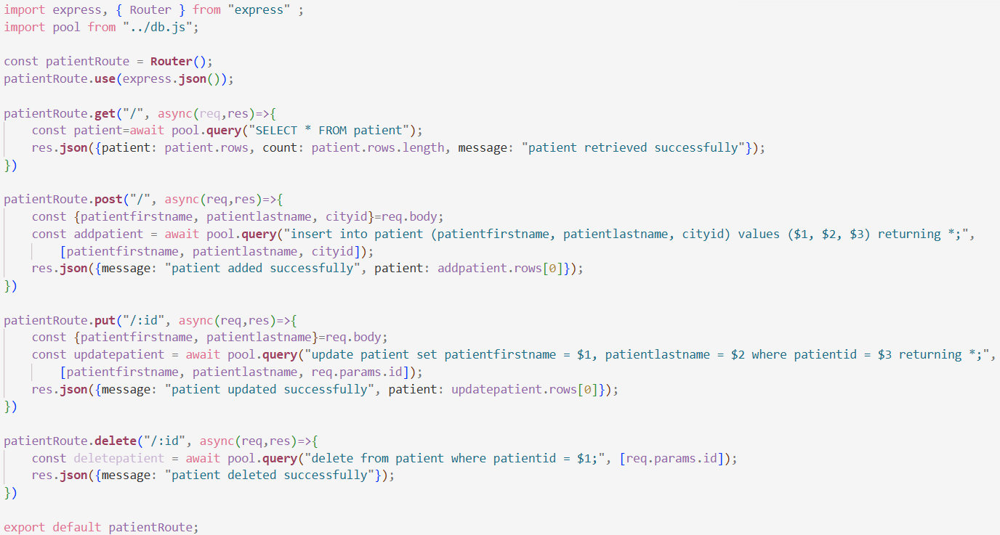 import express, { Router } from "express" ;
import pool from "../db.js";

const patientRoute = Router();
patientRoute.use(express.json());

patientRoute.get("/", async(req,res)=>{
    const patient=await pool.query("SELECT * FROM patient");
    res.json({patient: patient.rows, count: patient.rows.length, message: "patient retrieved successfully"});
})

patientRoute.post("/", async(req,res)=>{
    const {patientfirstname, patientlastname, cityid}=req.body;
    const addpatient = await pool.query("insert into patient (patientfirstname, patientlastname, cityid) values ($1, $2, $3) returning *;",
        [patientfirstname, patientlastname, cityid]);
    res.json({message: "patient added successfully", patient: addpatient.rows[0]});
})

patientRoute.put("/:id", async(req,res)=>{
    const {patientfirstname, patientlastname}=req.body;
    const updatepatient = await pool.query("update patient set patientfirstname = $1, patientlastname = $2 where patientid = $3 returning *;",
        [patientfirstname, patientlastname, req.params.id]);
    res.json({message: "patient updated successfully", patient: updatepatient.rows[0]});
})

patientRoute.delete("/:id", async(req,res)=>{
    const deletepatient = await pool.query("delete from patient where patientid = $1;", [req.params.id]);
    res.json({message: "patient deleted successfully"});
})

export default patientRoute;